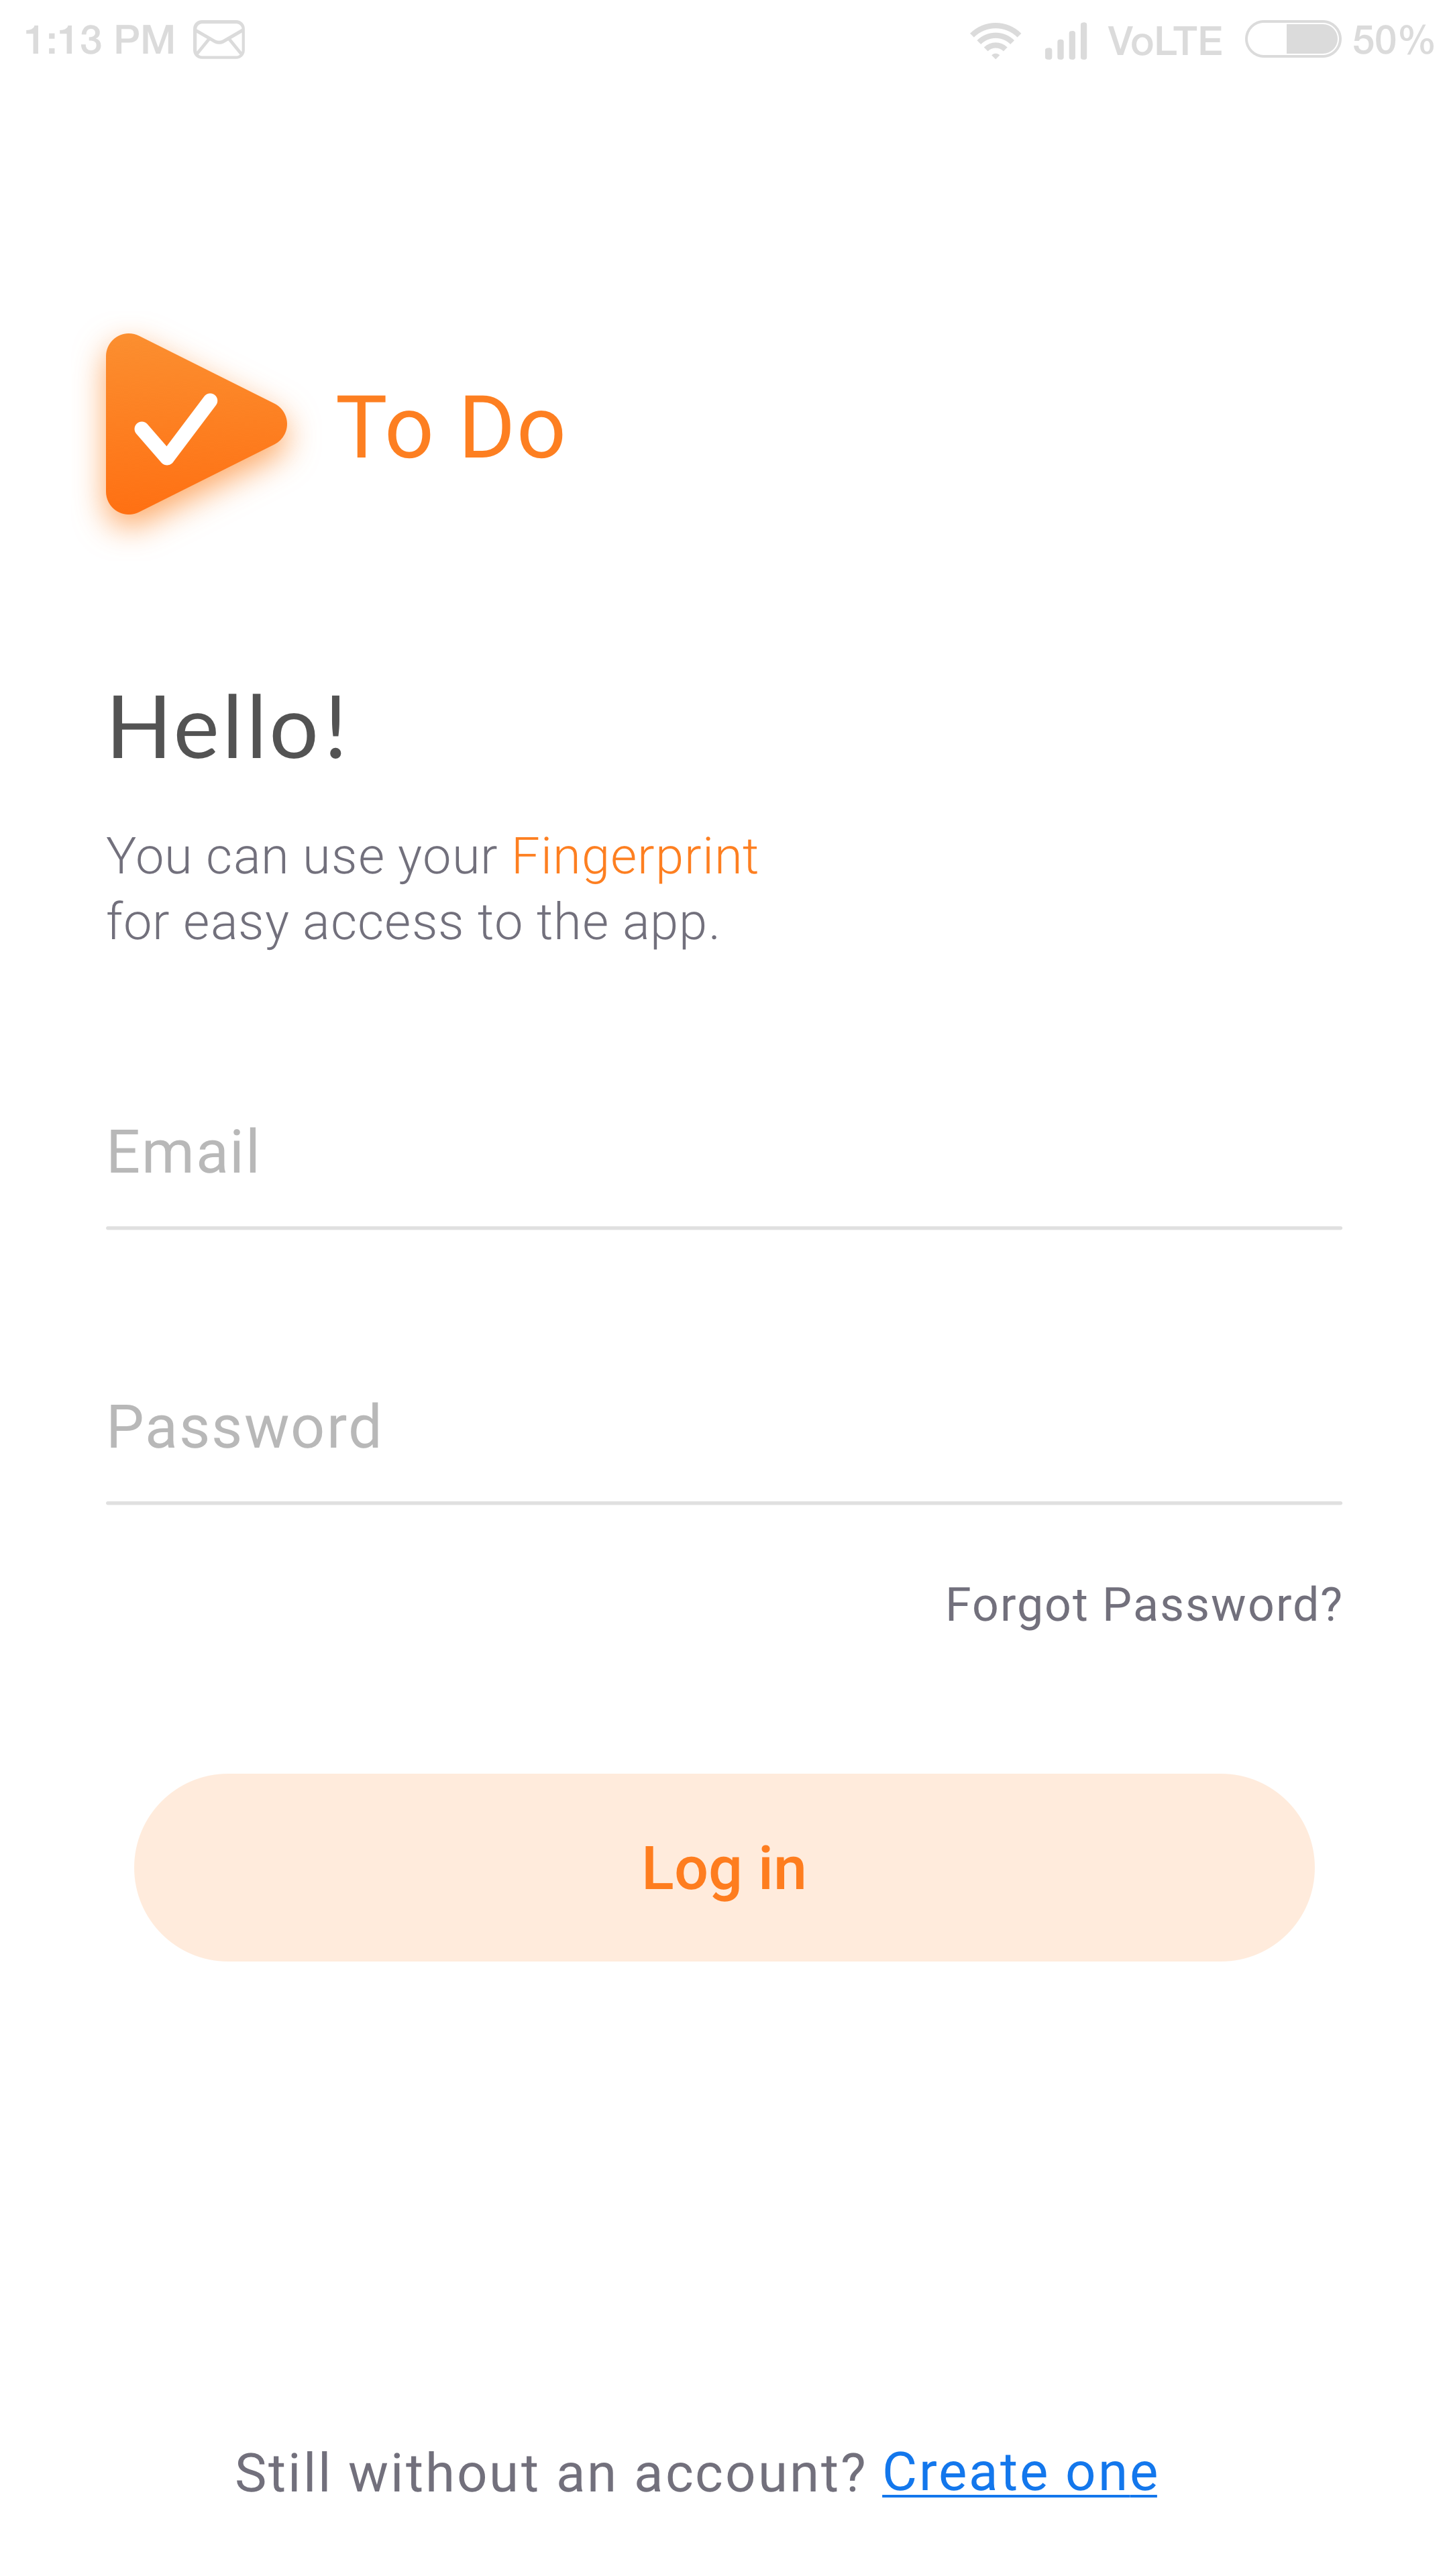 1:13 PM VoLTE 50%
To Do
Hello!
You can use your Fingerprint
for easy access to the app.
Email
Password
Forgot Password?
Log in
Still without an account? Create one